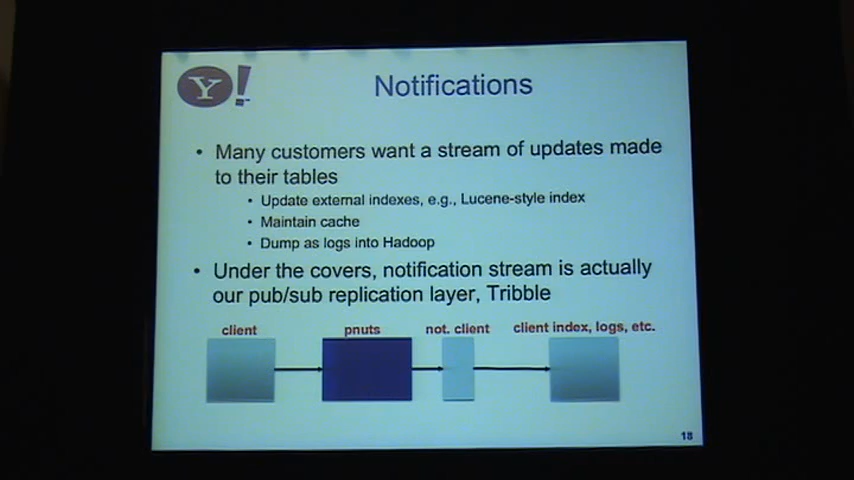 Y!
Notifications
• Many customers want a stream of updates made
to their tables
• Update external indexes, e.g., Lucene-style index
• Maintain cache
• Dump as logs into Hadoop
• Under the covers, notification stream is actually
our pub/sub replication layer, Tribble
client pnuts not. client client index, logs, etc.
18